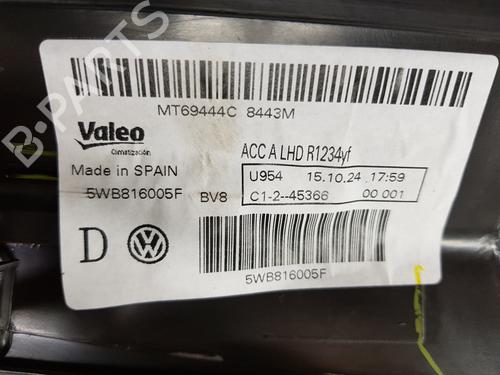 B-PARTS
MT69444C 8443M
Valeo
Climatización
ACC A LHD R1234yf
Made in SPAIN
U954 15.10.24 17:59
5WB816005F
BV8
C1-2--45366 00 001
D
5WB816005F